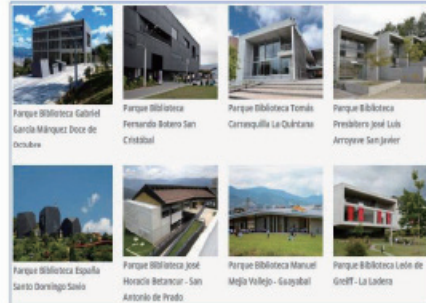 Parque Biblioteca Gabriel
García Márquez Doce de
Octubre
Parque Biblioteca
Fernando Botero San
Cristóbal
Parque Biblioteca Tomás
Carrasquilla La Quintana
Parque Biblioteca
Presbítero José Luis
Arroyave San Javier
Parque Biblioteca España
Santo Domingo Savio
Parque Biblioteca José
Horacio Betancur - San
Antonio de Prado
Parque Biblioteca Manuel
Mejía Vallejo - Guayabal
Parque Biblioteca León de
Greiff - La Ladera